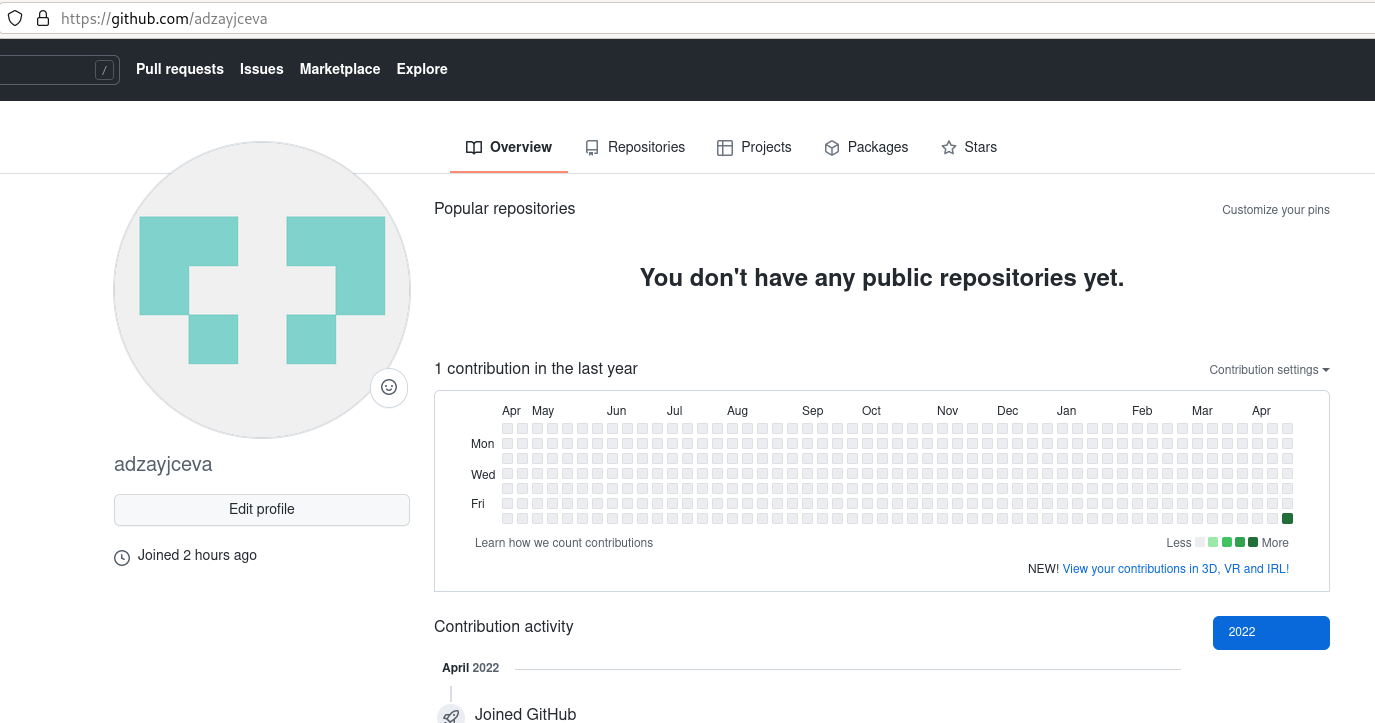 https://github.com/adzayjceva
/ Pull requests Issues Marketplace Explore
Overview Repositories Projects Packages Stars
Popular repositories Customize your pins
You don't have any public repositories yet.
adzayjceva
Edit profile
Joined 2 hours ago
1 contribution in the last year Contribution settings
Apr May Jun Jul Aug Sep Oct Nov Dec Jan Feb Mar Apr
Mon
Wed
Fri
Learn how we count contributions Less More
NEW! View your contributions in 3D, VR and IRL!
Contribution activity 2022
April 2022
Joined GitHub